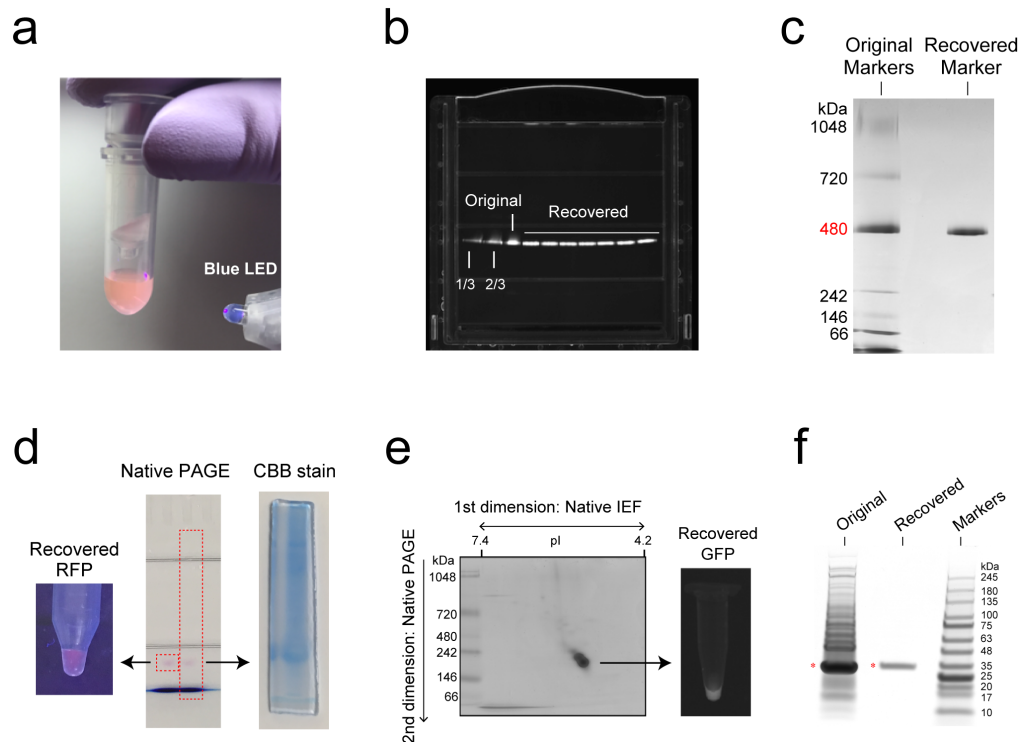 a
Blue LED
b
Original
Recovered
1/3
2/3
c
Original
Markers
Recovered
Marker
kDa
1048
720
480
242
146
66
d
Native PAGE
CBB stain
Recovered
RFP
e
1st dimension: Native IEF
7.4
pI
4.2
2nd dimension: Native PAGE
kDa
1048
720
480
242
146
66
Recovered
GFP
f
Original
Recovered
Markers
kDa
245
180
135
100
75
63
48
35
25
20
17
10
*
*